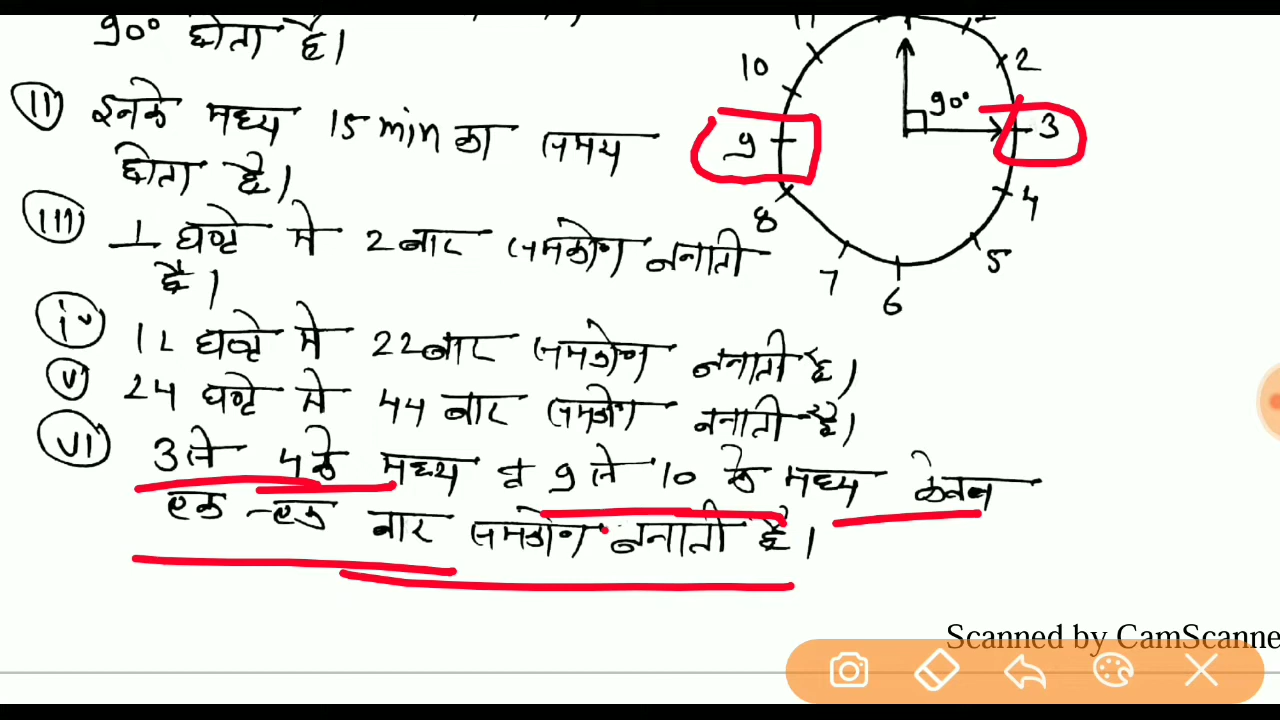 90° होता है।
ii इनके मध्य 15 min का समय
होता है।
iii 1 घण्टे में 2 बार समकोण बनाती
है।
iv 12 घण्टे में 22 बार समकोण बनाती है।
v 24 घण्टे में 44 बार समकोण बनाती है।
vi 3 से 4 के मध्य व 9 से 10 के मध्य केवल
एक-एक बार समकोण बनाती है।
11 1
10 2
90°
9 3
8 4
7 5
6
Scanned by CamScanne